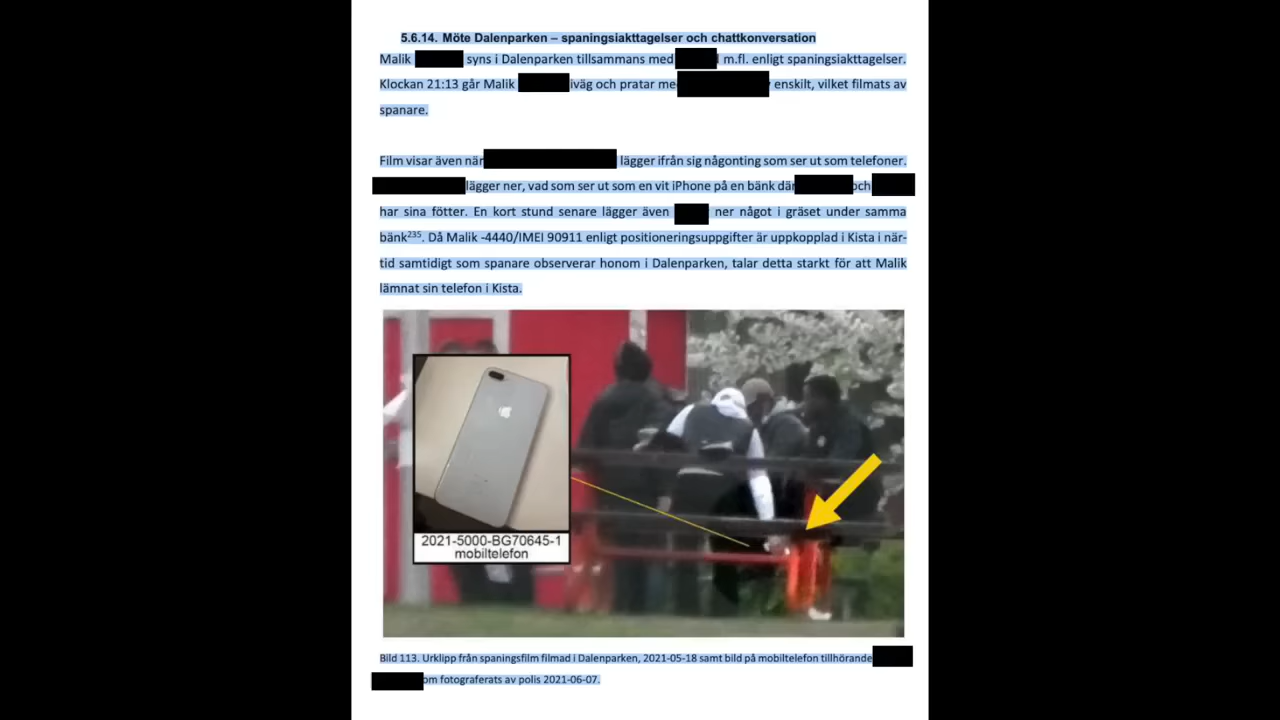 5.6.14. Möte Dalenparken – spaningsiakttagelser och chattkonversation
Malik syns i Dalenparken tillsammans med m.fl. enligt spaningsiakttagelser.
Klockan 21:13 går Malik iväg och pratar me enskilt, vilket filmats av
spanare.
Film visar även när lägger ifrån sig någonting som ser ut som telefoner.
lägger ner, vad som ser ut som en vit iPhone på en bänk där och
har sina fötter. En kort stund senare lägger även ner något i gräset under samma
bänk²³⁵. Då Malik -4440/IMEI 90911 enligt positioneringsuppgifter är uppkopplad i Kista i när-
tid samtidigt som spanare observerar honom i Dalenparken, talar detta starkt för att Malik
lämnat sin telefon i Kista.
2021-5000-BG70645-1
mobiltelefon
Bild 113. Urklipp från spaningsfilm filmad i Dalenparken, 2021-05-18 samt bild på mobiltelefon tillhörande
om fotograferats av polis 2021-06-07.